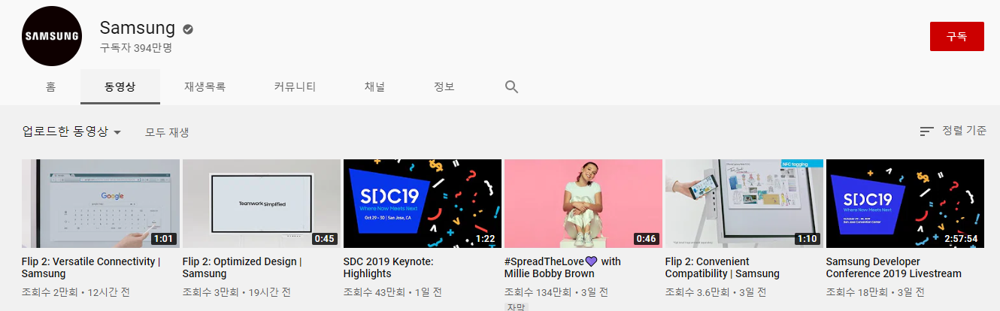 SAMSUNG
Samsung
구독자 394만명
구독
홈
동영상
재생목록
커뮤니티
채널
정보
업로드한 동영상
모두 재생
정렬 기준
Google
1:01
Teamwork Simplified
0:45
SDC19
Where Now Meets Next
Oct 29 - 30 | San Jose, CA
1:22
0:46
NFC tagging
1:10
SDC19
Where Now Meets Next
October 29 - 30, 2019
San Jose Convention Center
2:57:54
Flip 2: Versatile Connectivity |
Samsung
조회수 2만회 • 12시간 전
Flip 2: Optimized Design |
Samsung
조회수 3만회 • 19시간 전
SDC 2019 Keynote:
Highlights
조회수 43만회 • 1일 전
#SpreadTheLove💜 with
Millie Bobby Brown
조회수 134만회 • 3일 전
자막
Flip 2: Convenient
Compatibility | Samsung
조회수 3.6만회 • 3일 전
Samsung Developer
Conference 2019 Livestream
조회수 18만회 • 3일 전